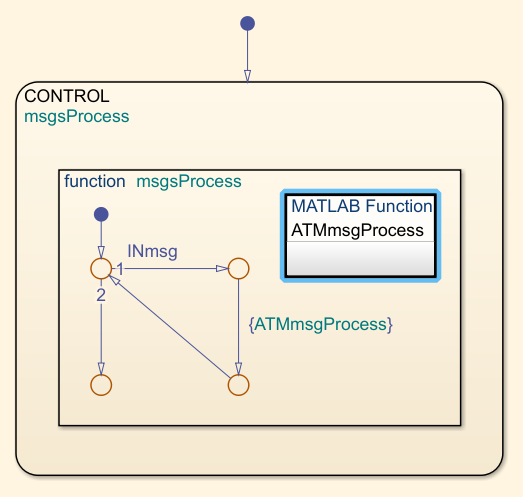 CONTROL
msgsProcess
function msgsProcess
MATLAB Function
ATMmsgProcess
INmsg
1
2
{ATMmsgProcess}